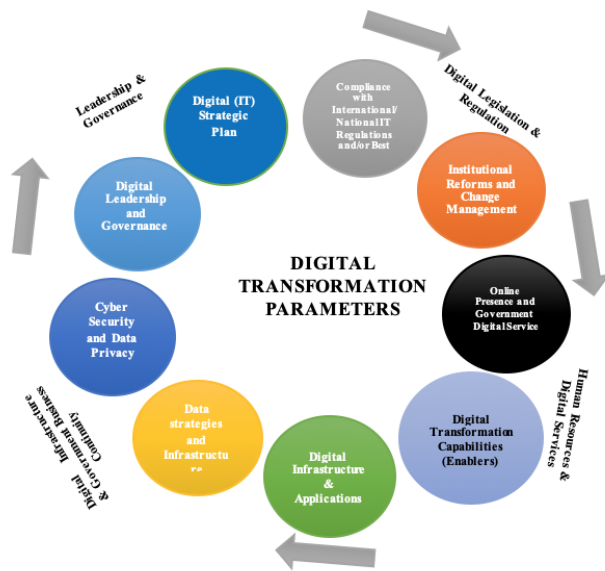 Leadership &
Governance
Digital (IT)
Strategic
Plan
Compliance
with
International/
National IT
Regulations
and/or Best
Digital Legislation &
Regulation
Institutional
Reforms and
Change
Management
Digital
Leadership
and
Governance
DIGITAL
TRANSFORMATION
PARAMETERS
Online
Presence and
Government
Digital Service
Cyber
Security
and Data
Privacy
Human Resources &
Digital Services
Digital
Transformation
Capabilities
(Enablers)
Data
strategies and
Infrastructu
re
Digital
Infrastructure
& Applications
Digital Infrastructure
& Government Business
Continuity